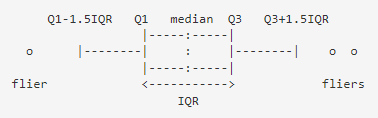 Q1-1.5IQR   Q1   median  Q3   Q3+1.5IQR
                  |-----:-----|
  o      |--------|     :     |--------|    o  o
                  |-----:-----|
flier             <----------->            fliers
                       IQR